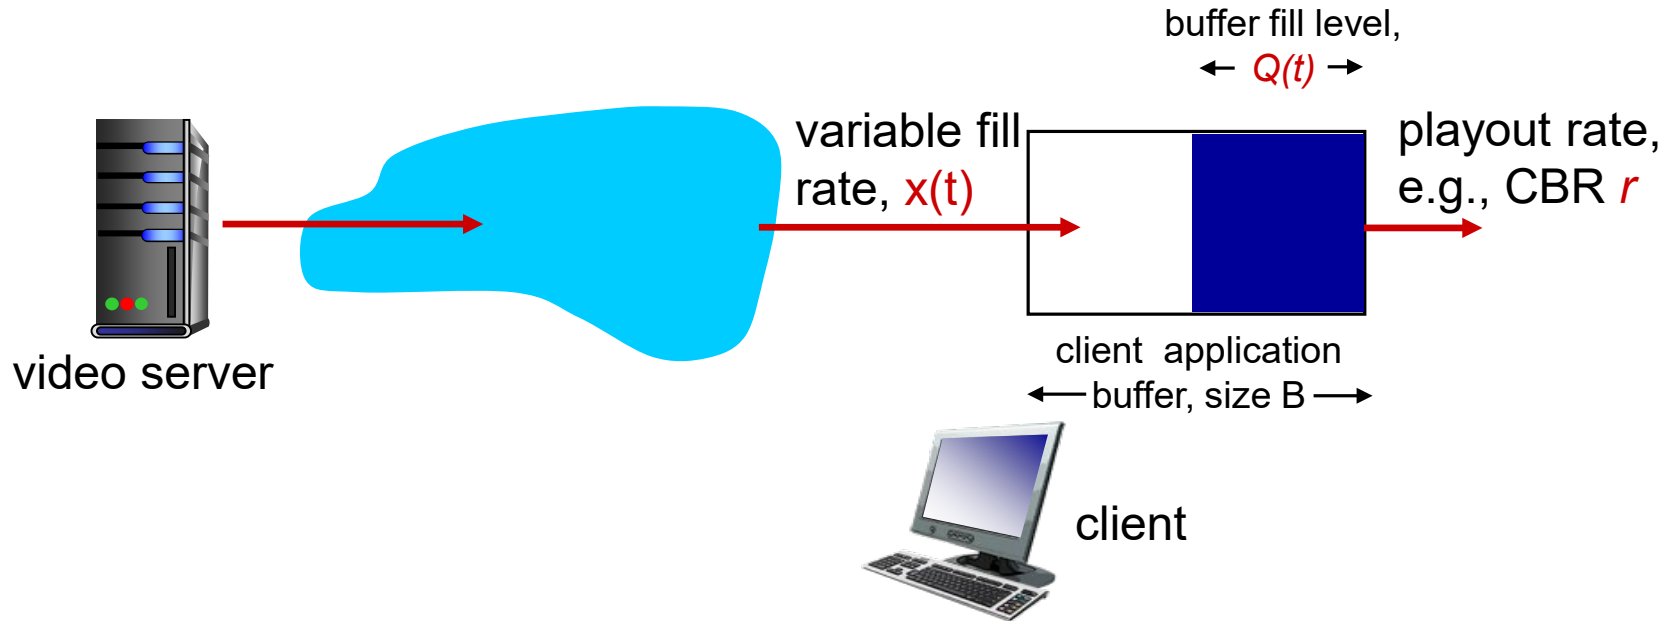 buffer fill level,
Q(t)
variable fill
rate, x(t)
playout rate,
e.g., CBR r
video server
client application
buffer, size B
client